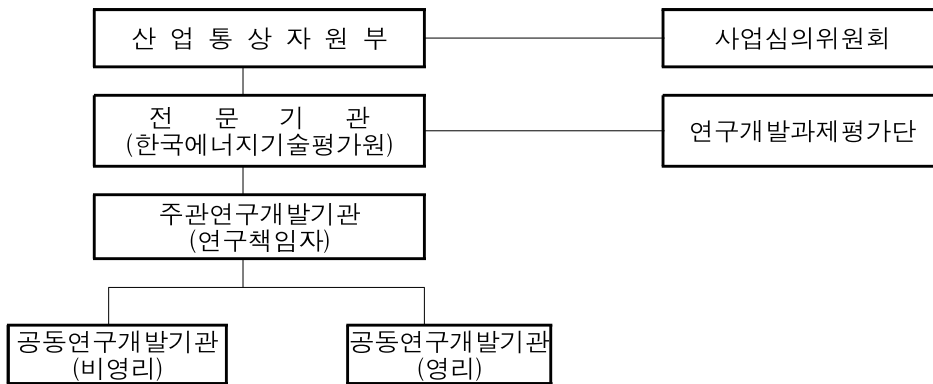 산 업 통 상 자 원 부
사업심의위원회
전 문 기 관
(한국에너지기술평가원)
연구개발과제평가단
주관연구개발기관
(연구책임자)
공동연구개발기관
(비영리)
공동연구개발기관
(영리)